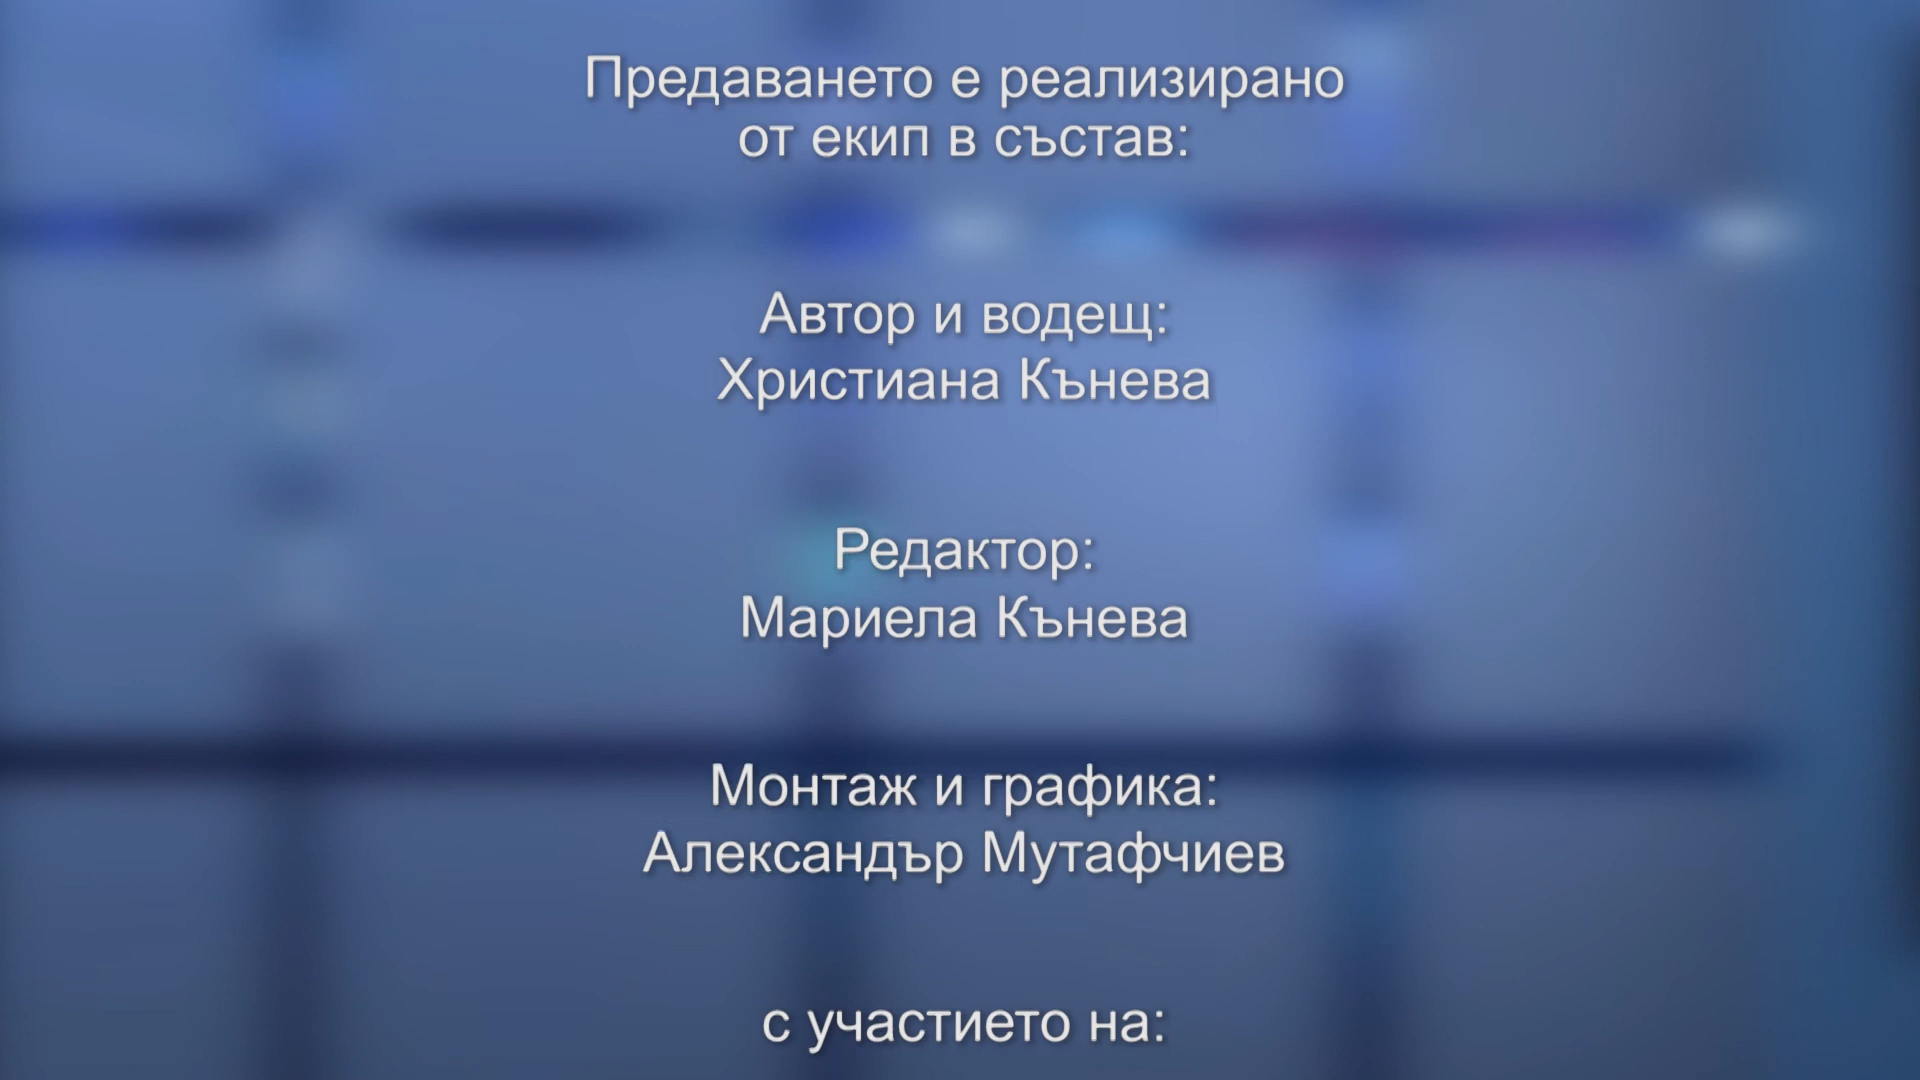 Предаването е реализирано
от екип в състав:
Автор и водещ:
Християна Кънева
Редактор:
Мариела Кънева
Монтаж и графика:
Александър Мутафчиев
с участието на: